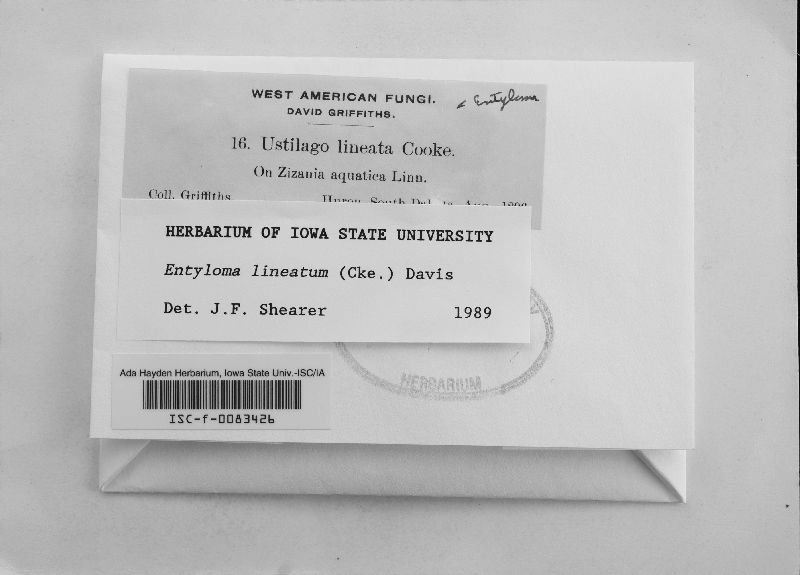 WEST AMERICAN FUNGI.
DAVID GRIFFITHS.
Entyloma
16. Ustilago lineata Cooke.
On Zizania aquatica Linn.
Coll. Griffiths.
Huron, South
HERBARIUM OF IOWA STATE UNIVERSITY
Entyloma lineatum (Cke.) Davis
Det. J.F. Shearer 1989
HERBARIUM
Ada Hayden Herbarium, Iowa State Univ.-ISC/IA
ISC-f-0083426